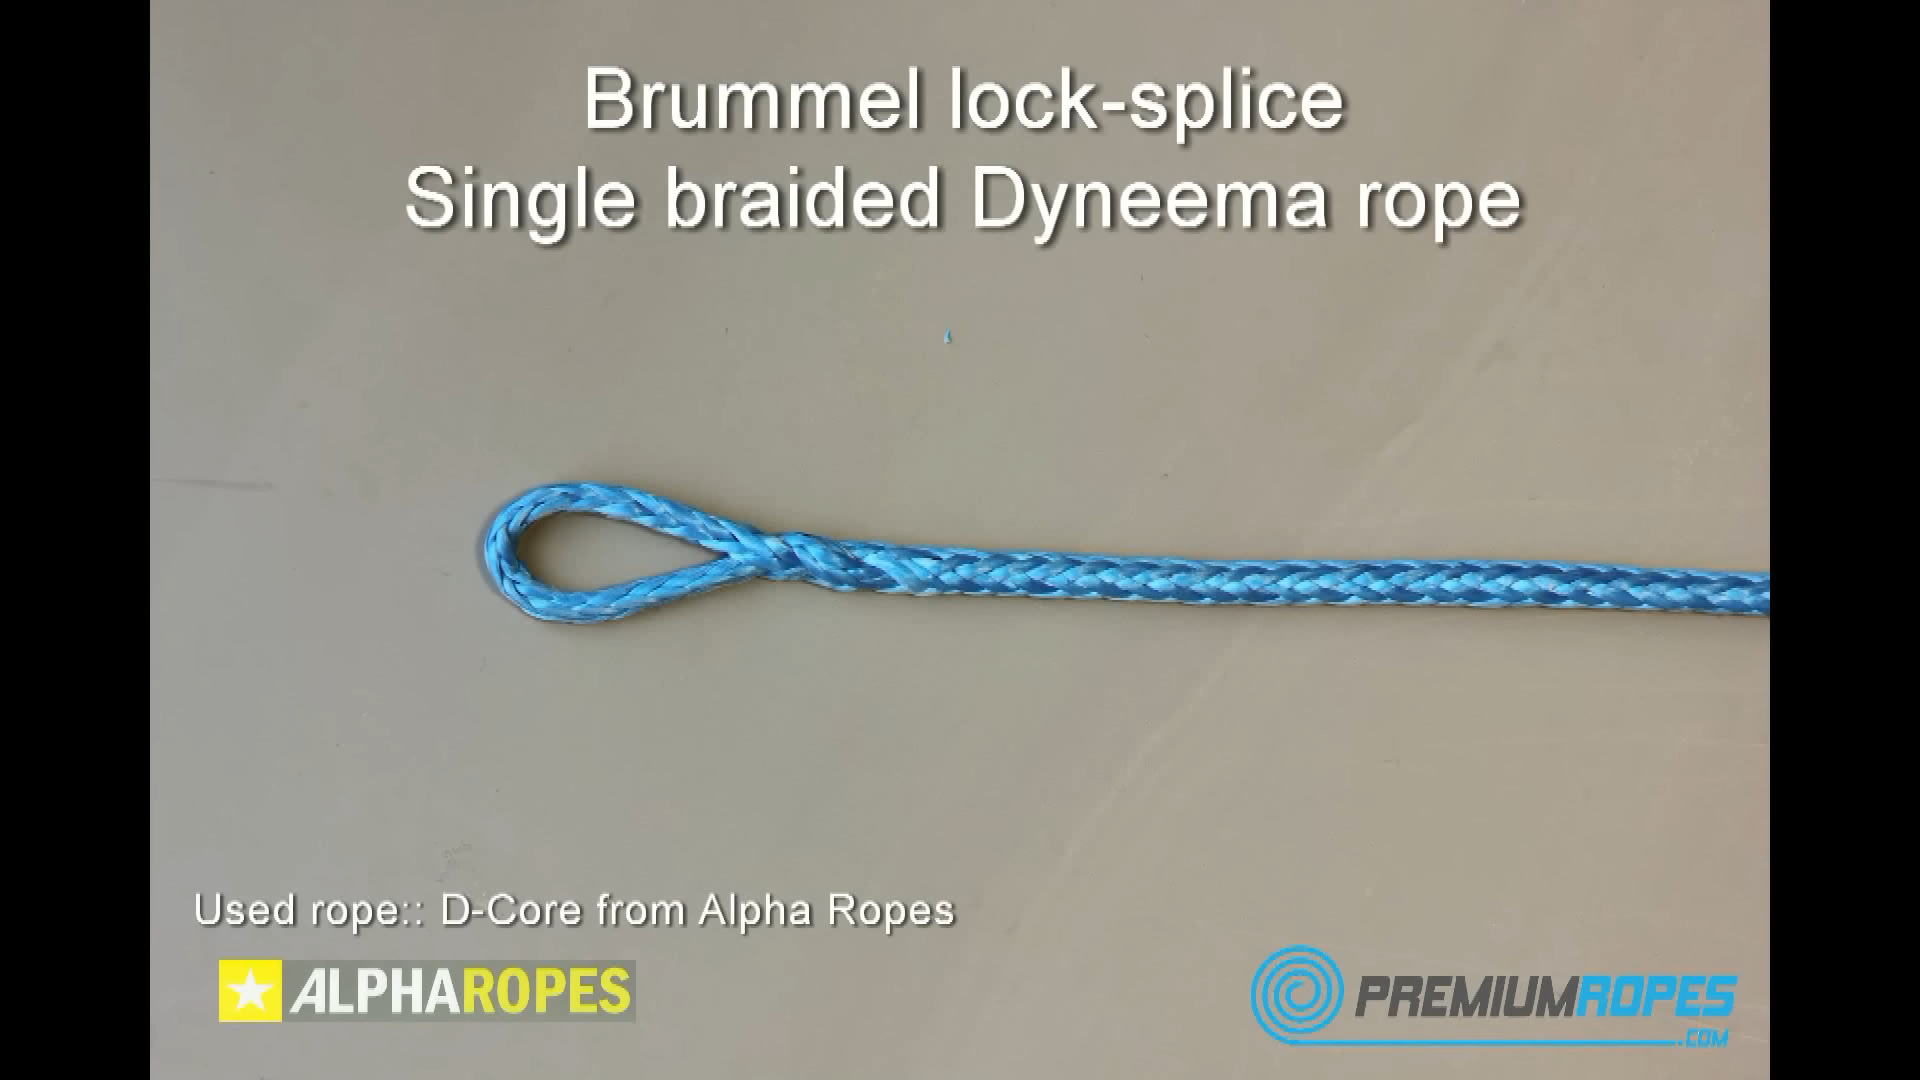 Brummel lock-splice
Single braided Dyneema rope
Used rope:: D-Core from Alpha Ropes
ALPHAROPES
PREMIUMROPES
.COM